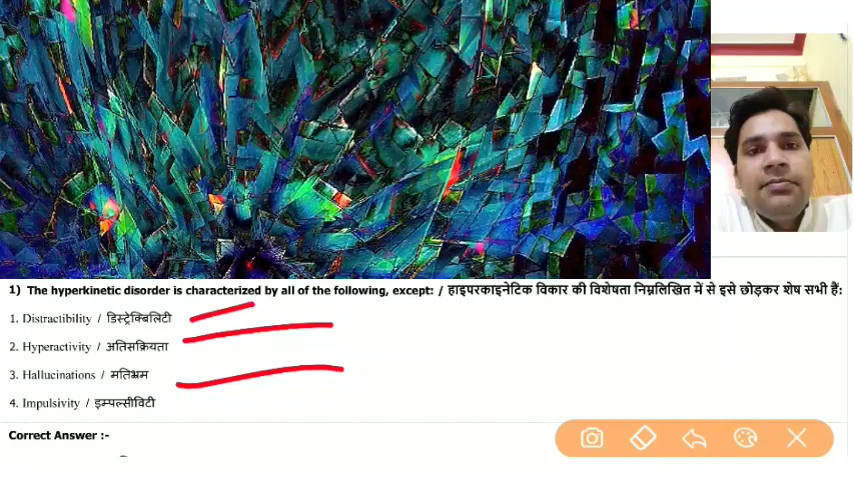 1) The hyperkinetic disorder is characterized by all of the following, except: / हाइपरकाइनेटिक विकार की विशेषता निम्नलिखित में से इसे छोड़कर शेष सभी हैं:
1. Distractibility / डिस्ट्रेक्बिलिटी
2. Hyperactivity / अतिसक्रियता
3. Hallucinations / मतिभ्रम
4. Impulsivity / इम्पल्सीविटी
Correct Answer :-